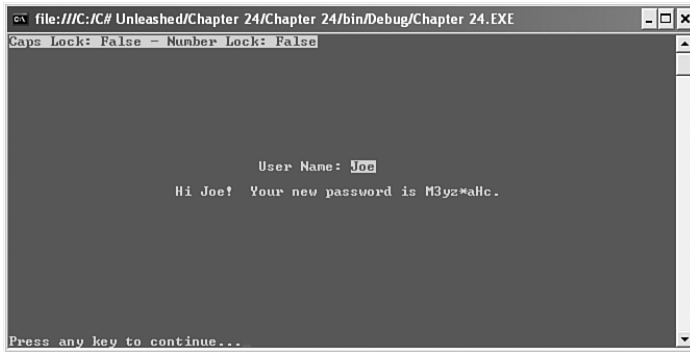 file:///C:/C# Unleashed/Chapter 24/Chapter 24/bin/Debug/Chapter 24.EXE
Caps Lock: False - Number Lock: False
User Name: Joe
Hi Joe!  Your new password is M3yz*aHc.
Press any key to continue..._